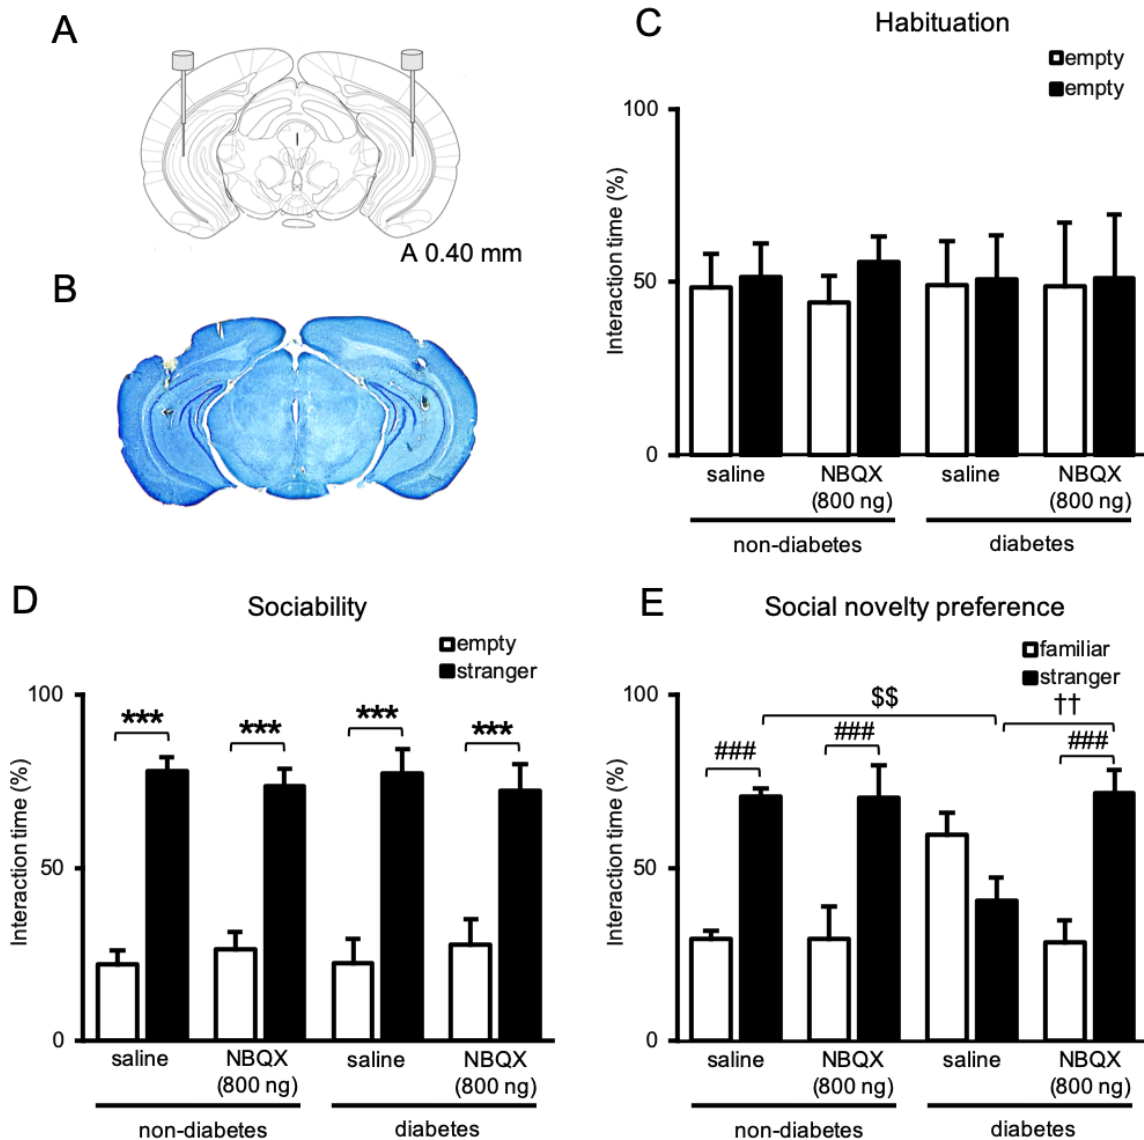 A
A 0.40 mm
B
C
Habituation
empty
empty
Interaction time (%)
100
50
0
saline
NBQX
(800 ng)
saline
NBQX
(800 ng)
non-diabetes
diabetes
D
Sociability
empty
stranger
Interaction time (%)
100
50
0
***
***
***
***
saline
NBQX
(800 ng)
saline
NBQX
(800 ng)
non-diabetes
diabetes
E
Social novelty preference
familiar
stranger
Interaction time (%)
100
50
0
$$
††
###
###
###
saline
NBQX
(800 ng)
saline
NBQX
(800 ng)
non-diabetes
diabetes